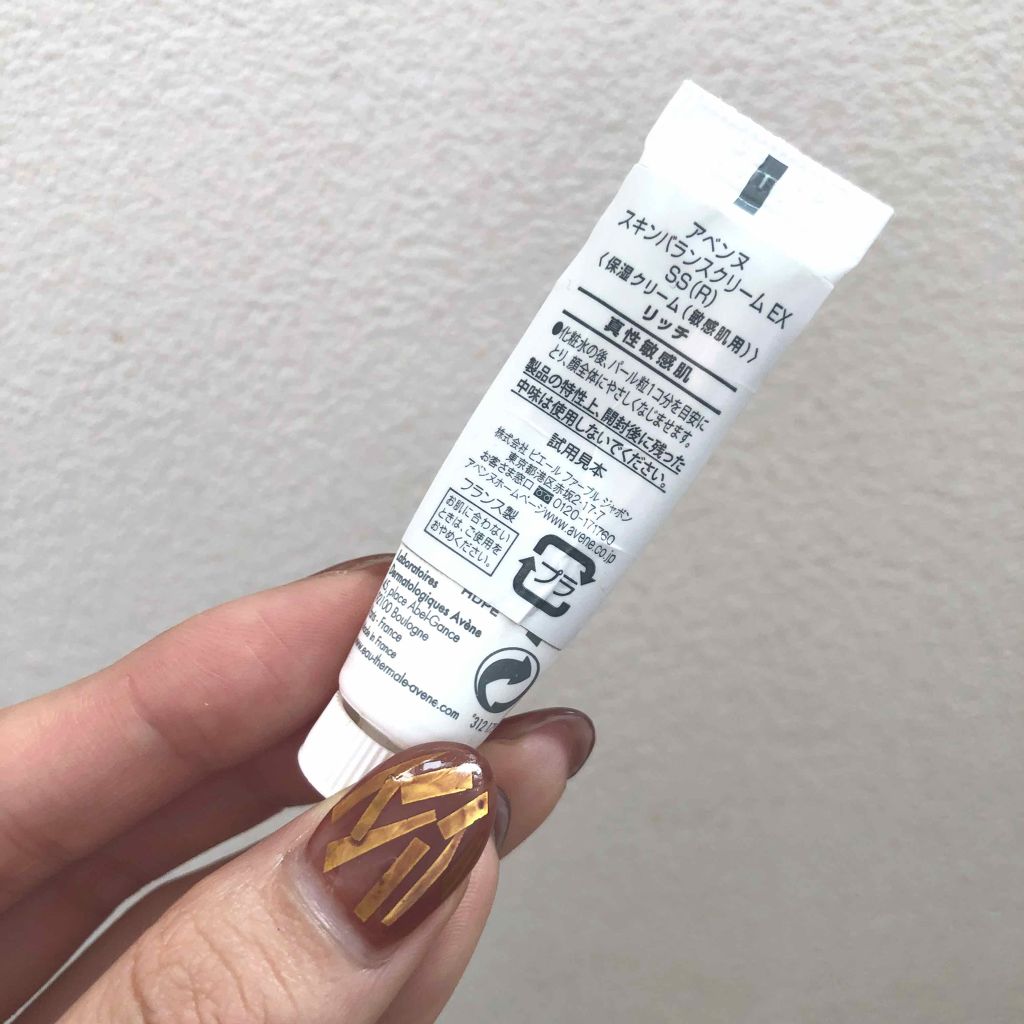 アベンヌ
スキンバランスクリーム EX
SS(R)
〈保湿クリーム(敏感肌用)〉
リッチ
真性敏感肌
●化粧水の後、パール粒1コ分を目安に
とり、顔全体にやさしくなじませます。
製品の特性上、開封後に残った
中味は使用しないでください。
試用見本
株式会社 ピエール ファーブル ジャポン
東京都港区赤坂2-17-7
お客さま窓口 0120-171760
アベンヌホームページwww.avene.co.jp
フランス製
お肌に合わない
ときは、ご使用を
おやめください。
プラ
Laboratoires
Dermatologiques Avène
45, place Abel-Gance
92100 Boulogne
France
Made in France
www.eau-thermale-avene.com
HDPE